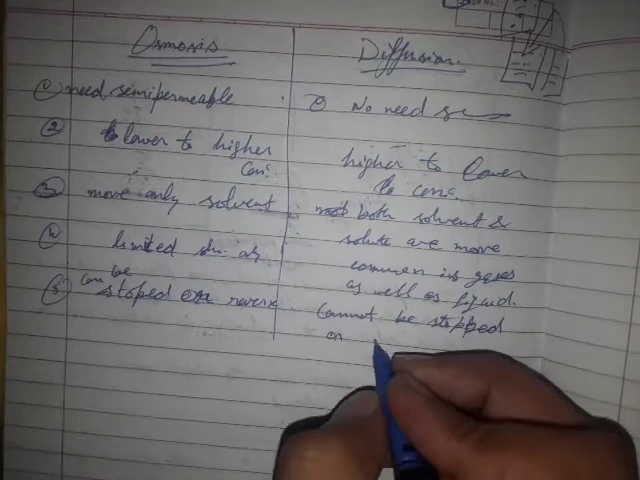 Osmosis
Diffusion.
① need semipermeable
① No need se
② lower to higher
conc.
higher to lower
conc.
③ move only solvent
both solvent &
solute are move
④ limited
common in gases
as well as liquid.
⑤ can be
stoped or reverse
Cannot be stopped
or